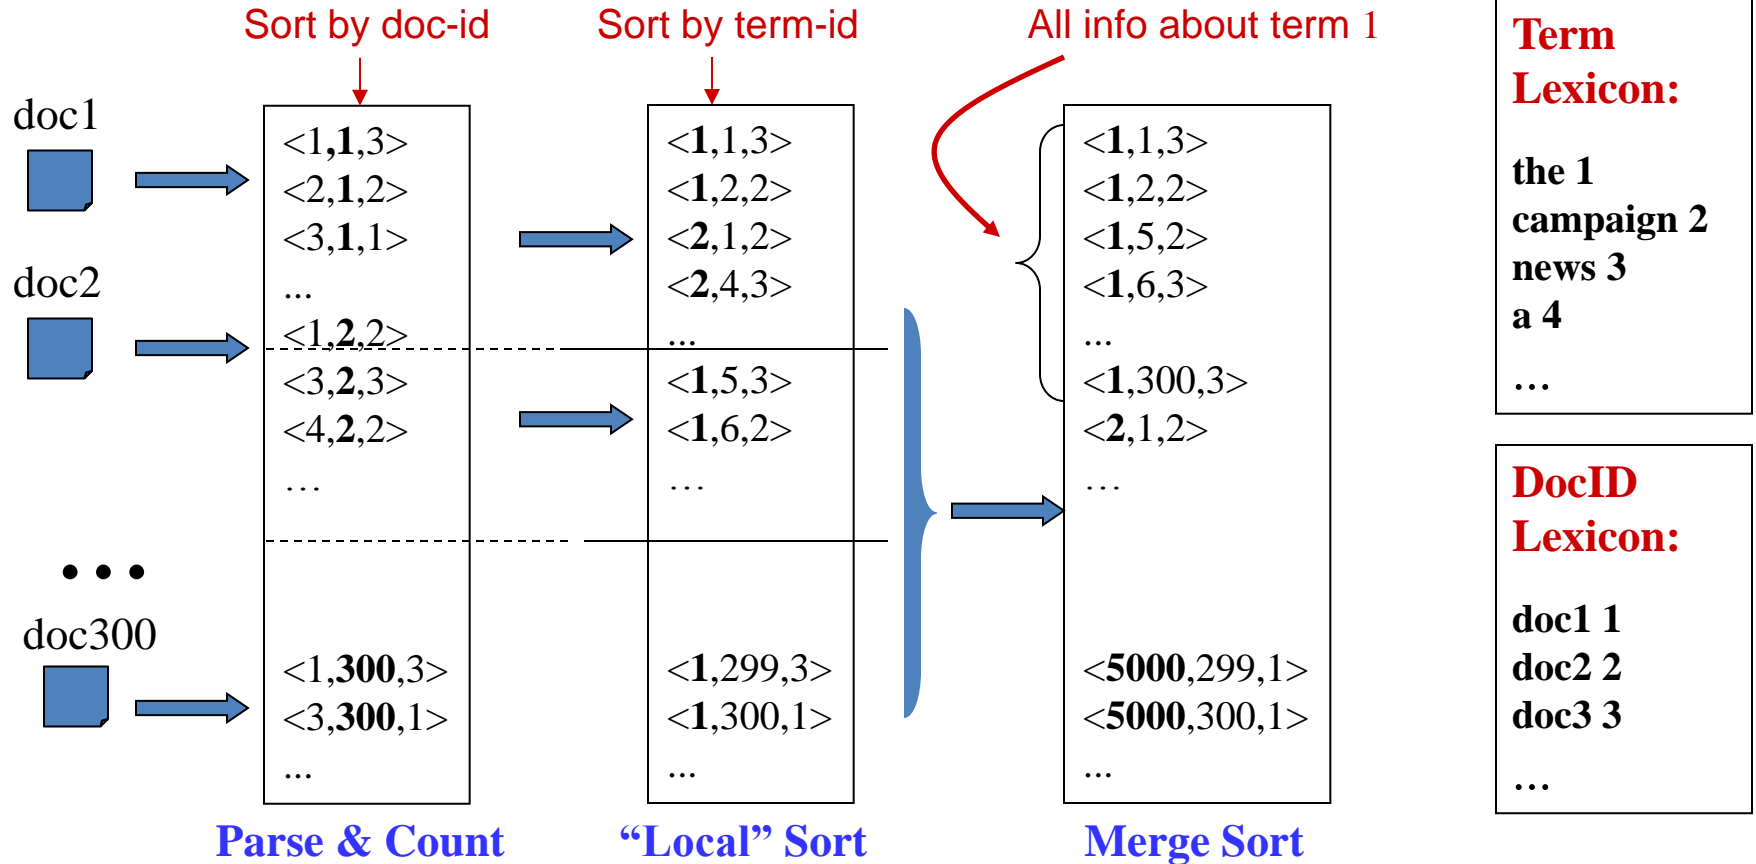 Sort by doc-id
Sort by term-id
All info about term 1
doc1
doc2
...
doc300
<1,1,3>
<2,1,2>
<3,1,1>
...
<1,2,2>
<3,2,3>
<4,2,2>
...
<1,300,3>
<3,300,1>
...
Parse & Count
<1,1,3>
<1,2,2>
<2,1,2>
<2,4,3>
...
<1,5,3>
<1,6,2>
...
<1,299,3>
<1,300,1>
...
“Local” Sort
<1,1,3>
<1,2,2>
<1,5,2>
<1,6,3>
...
<1,300,3>
<2,1,2>
...
<5000,299,1>
<5000,300,1>
...
Merge Sort
Term
Lexicon:
the 1
campaign 2
news 3
a 4
...
DocID
Lexicon:
doc1 1
doc2 2
doc3 3
...